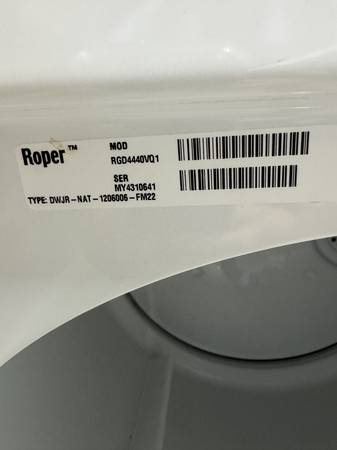 Roper™
MOD
RGD4440VQ1
SER
MY4310641
TYPE: DWJR-NAT-1206006-FM22